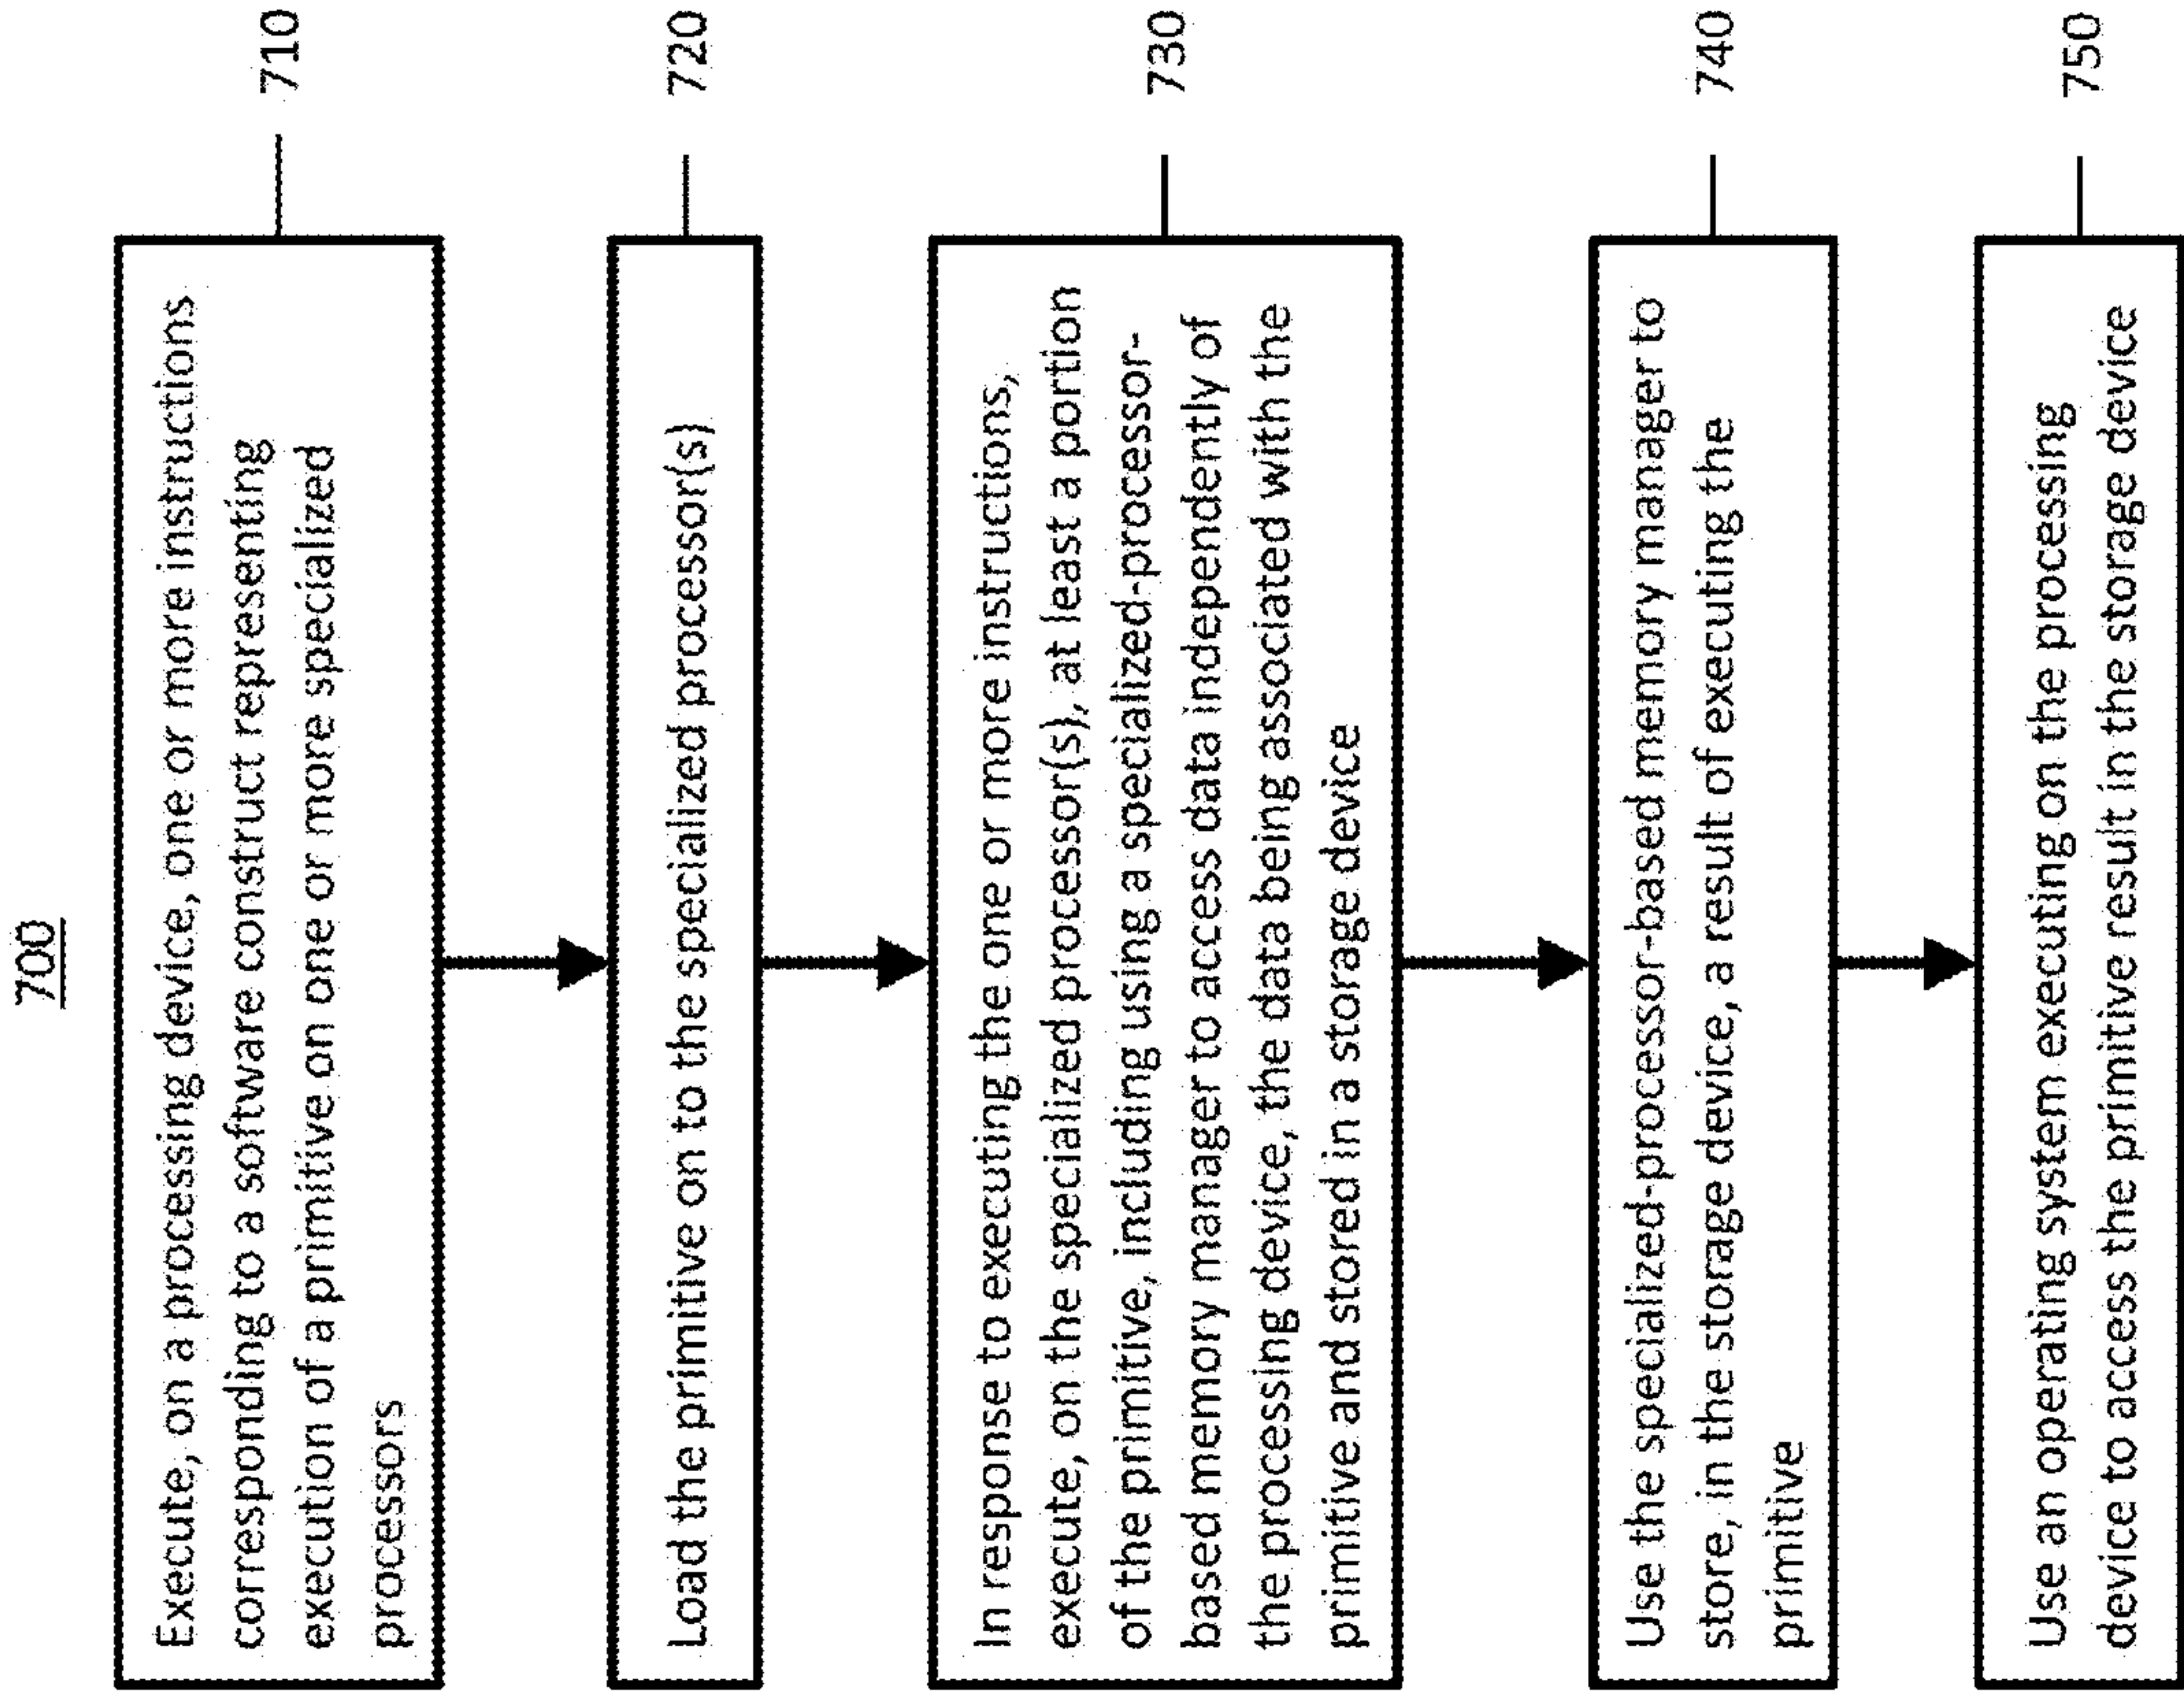 700
Execute, on a processing device, one or more instructions
corresponding to a software construct representing
execution of a primitive on one or more specialized
processors
710
Load the primitive on to the specialized processor(s)
720
In response to executing the one or more instructions,
execute, on the specialized processor(s), at least a portion
of the primitive, including using a specialized-processor-
based memory manager to access data independently of
the processing device, the data being associated with the
primitive and stored in a storage device
730
Use the specialized-processor-based memory manager to
store, in the storage device, a result of executing the
primitive
740
Use an operating system executing on the processing
device to access the primitive result in the storage device
750